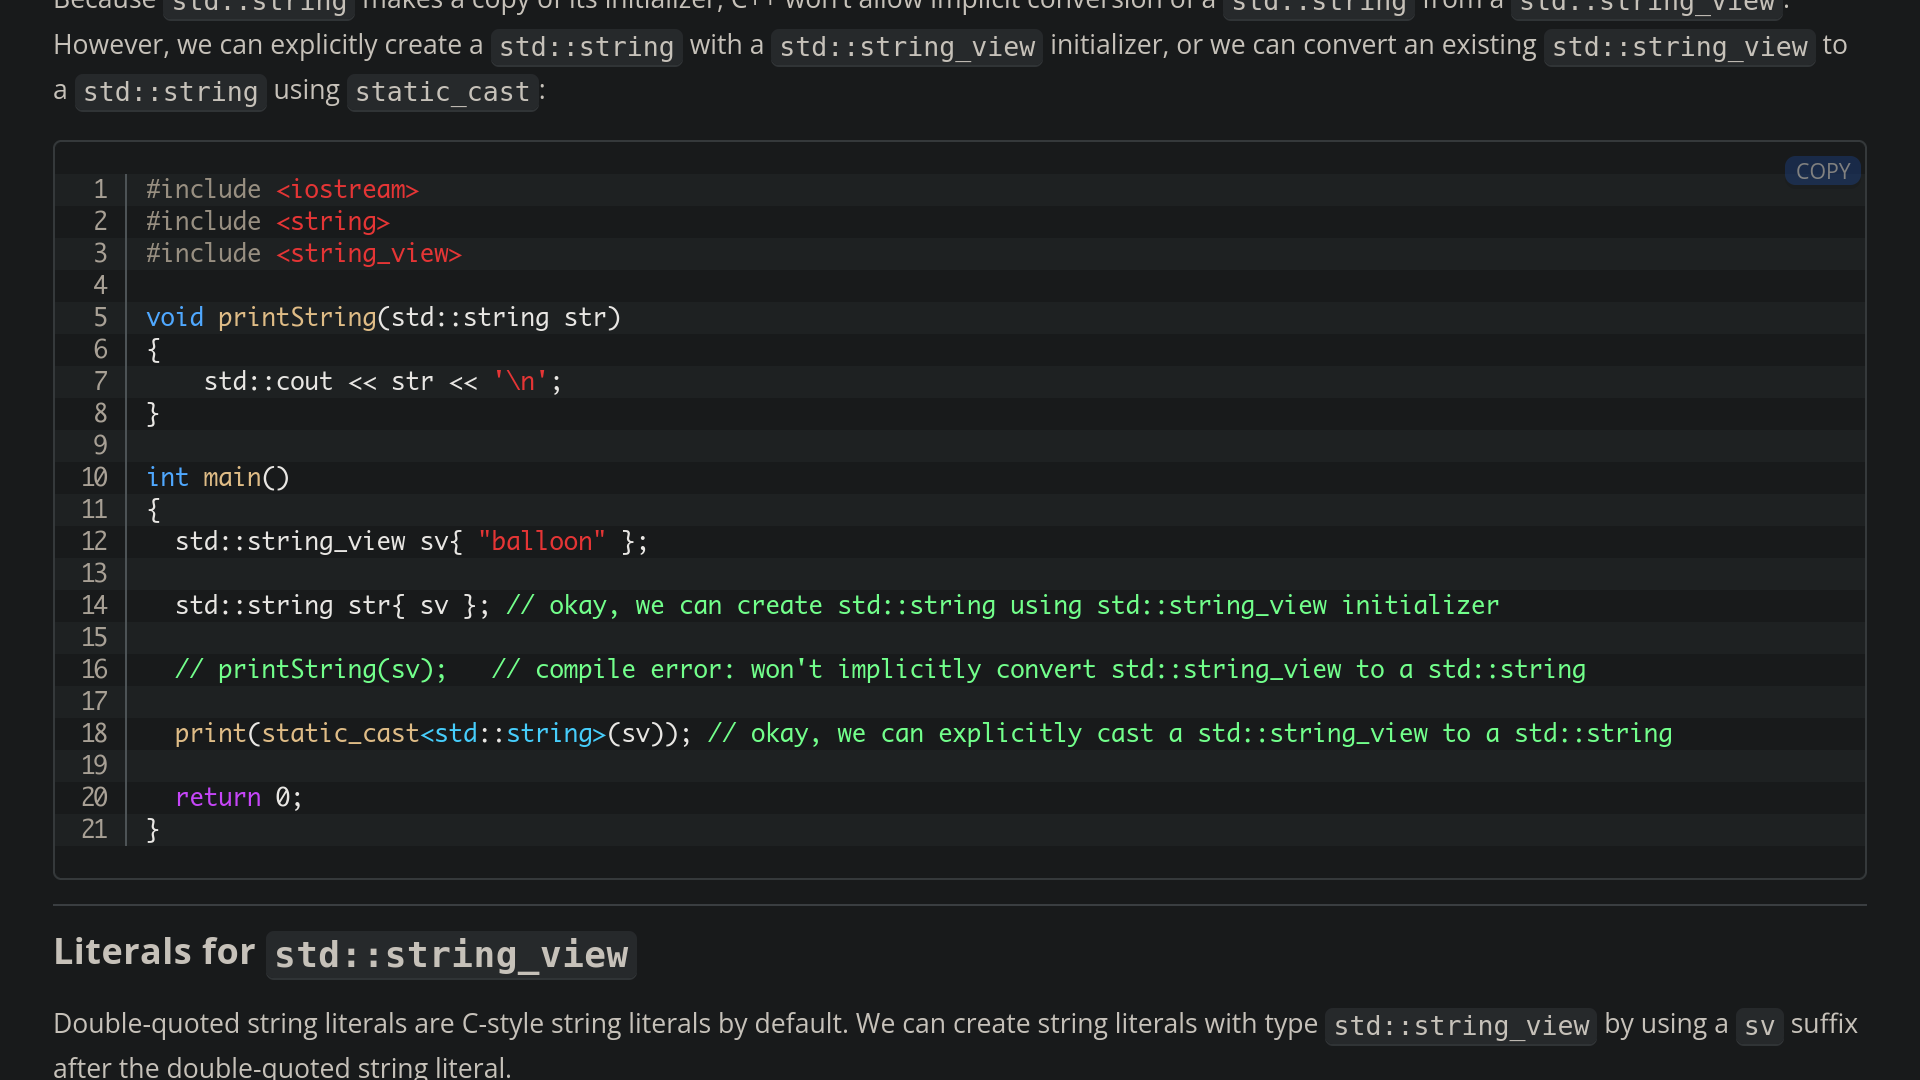 Because std::string makes a copy of its initializer, C++ won't allow implicit conversion of a std::string from a std::string_view.
However, we can explicitly create a std::string with a std::string_view initializer, or we can convert an existing std::string_view to
a std::string using static_cast:
COPY
1 #include <iostream>
2 #include <string>
3 #include <string_view>
4
5 void printString(std::string str)
6 {
7     std::cout << str << '\n';
8 }
9
10 int main()
11 {
12   std::string_view sv{ "balloon" };
13
14   std::string str{ sv }; // okay, we can create std::string using std::string_view initializer
15
16   // printString(sv);   // compile error: won't implicitly convert std::string_view to a std::string
17
18   print(static_cast<std::string>(sv)); // okay, we can explicitly cast a std::string_view to a std::string
19
20   return 0;
21 }
Literals for std::string_view
Double-quoted string literals are C-style string literals by default. We can create string literals with type std::string_view by using a sv suffix
after the double-quoted string literal.